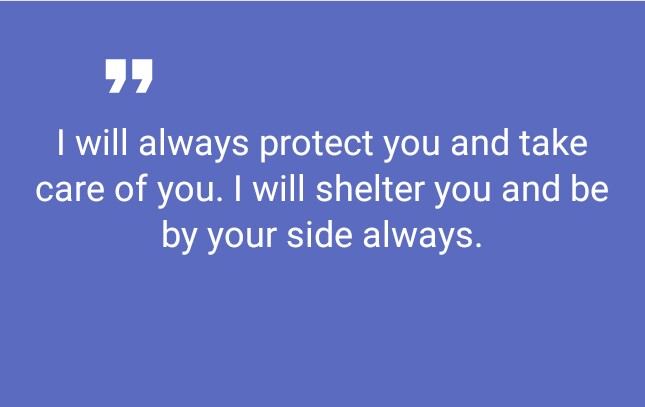 ”
I will always protect you and take
care of you. I will shelter you and be
by your side always.